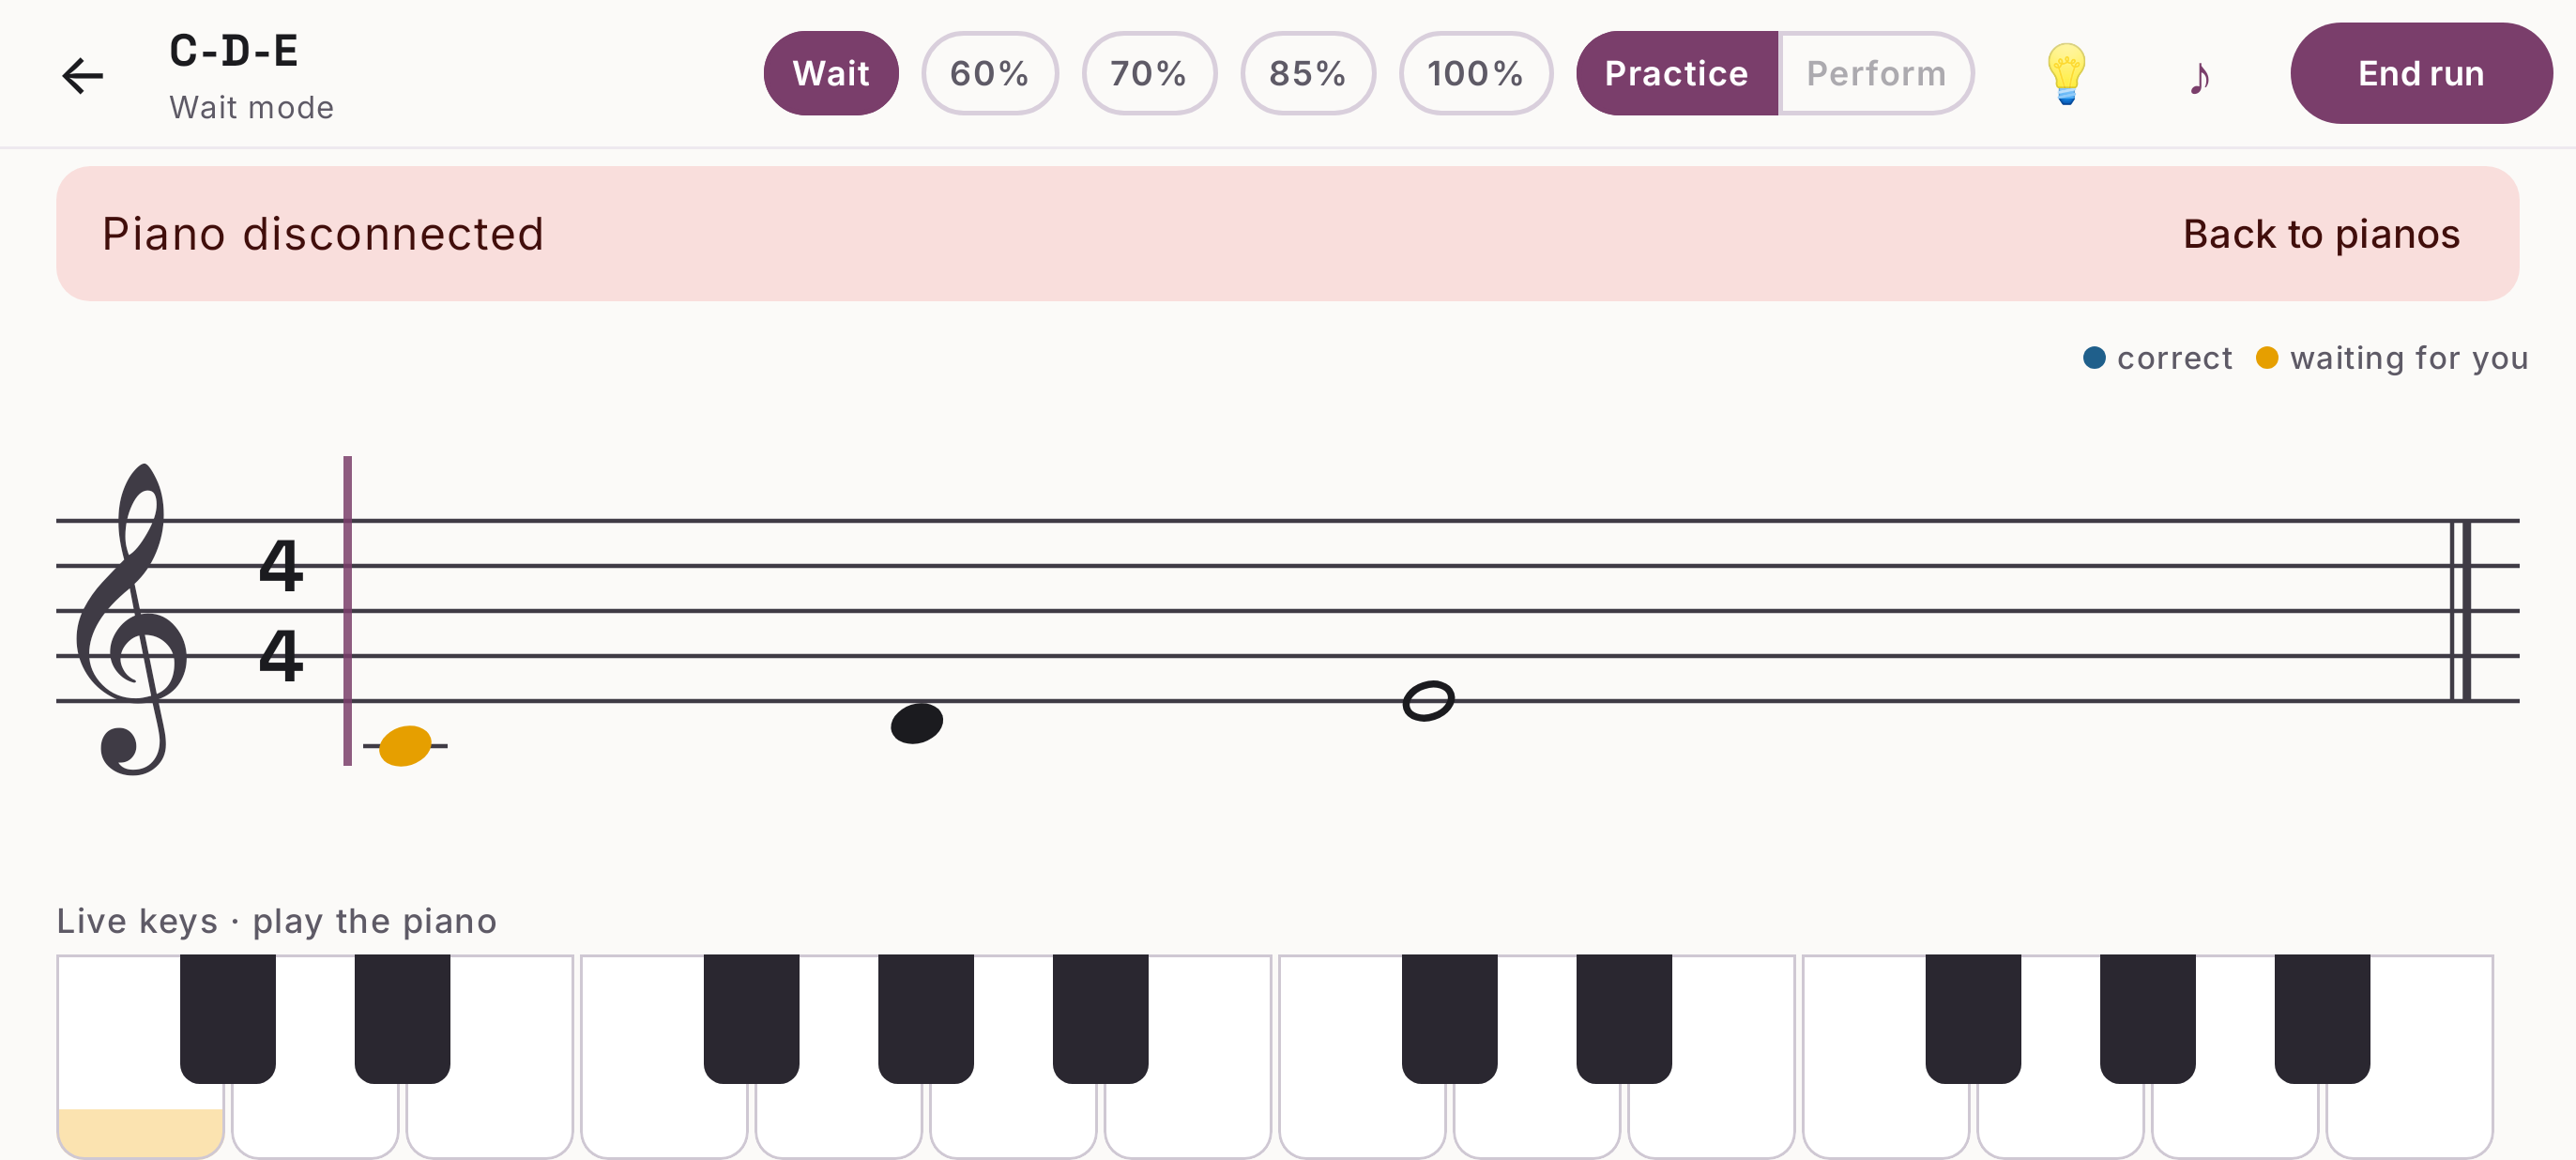 C-D-E
Wait mode
Wait 60% 70% 85% 100% Practice Perform End run
Piano disconnected Back to pianos
correct waiting for you
4
4
Live keys · play the piano